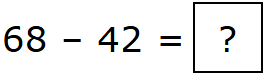 68 – 42 = ?